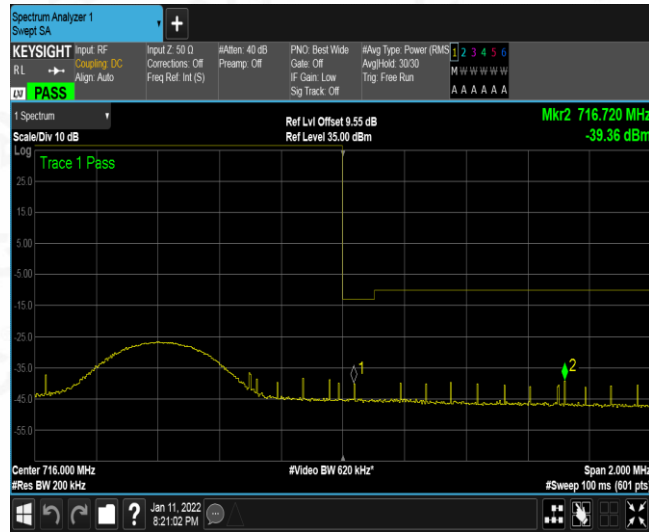 Spectrum Analyzer 1
Swept SA
+
KEYSIGHT
RL
LXI PASS
Input: RF
Coupling: DC
Align: Auto
Input Z: 50 Ω
Corrections: Off
Freq Ref: Int (S)
#Atten: 40 dB
Preamp: Off
PNO: Best Wide
Gate: Off
IF Gain: Low
Sig Track: Off
#Avg Type: Power (RMS
Avg|Hold: 30/30
Trig: Free Run
1 2 3 4 5 6
M W W W W W
A A A A A A
1 Spectrum
Scale/Div 10 dB
Ref Lvl Offset 9.55 dB
Ref Level 35.00 dBm
Mkr2 716.720 MHz
-39.36 dBm
Log
Trace 1 Pass
25.0
15.0
5.00
-5.00
-15.0
-25.0
-35.0
-45.0
-55.0
1
2
Center 716.000 MHz
#Res BW 200 kHz
#Video BW 620 kHz*
Span 2.000 MHz
#Sweep 100 ms (601 pts)
?
Jan 11, 2022
8:21:02 PM